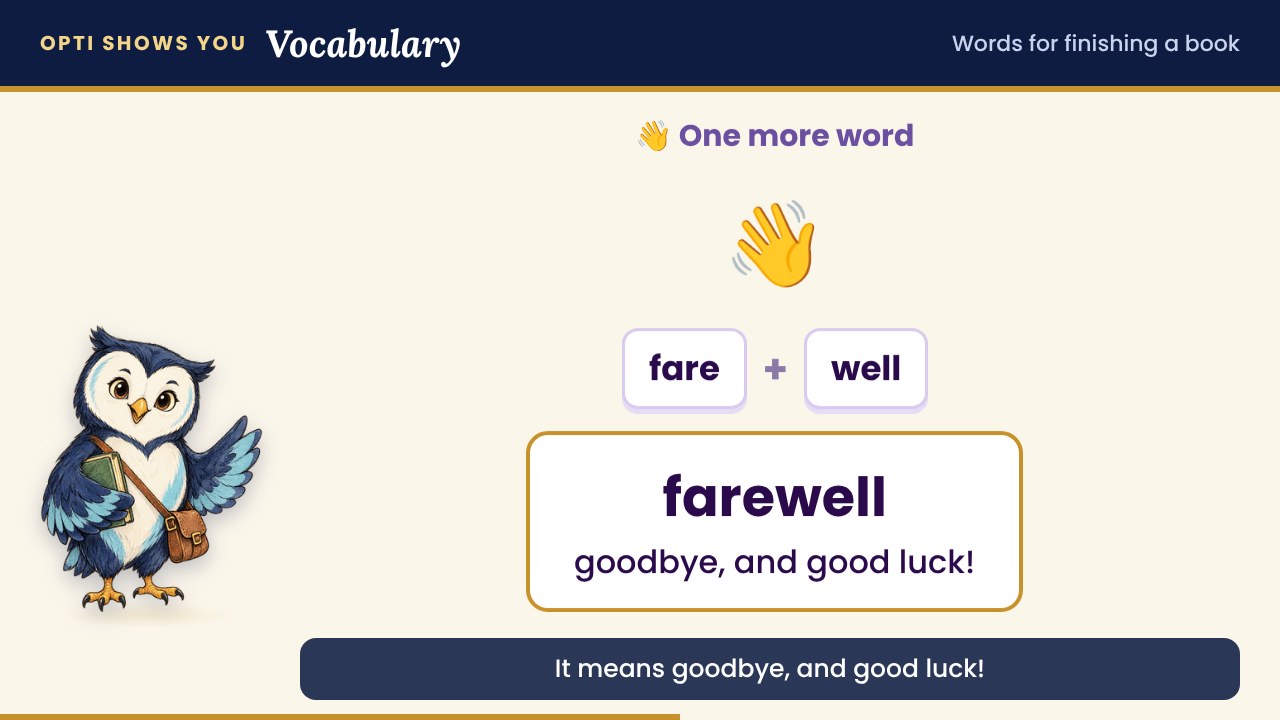 OPTI SHOWS YOU Vocabulary
Words for finishing a book
👋 One more word
fare + well
farewell
goodbye, and good luck!
It means goodbye, and good luck!